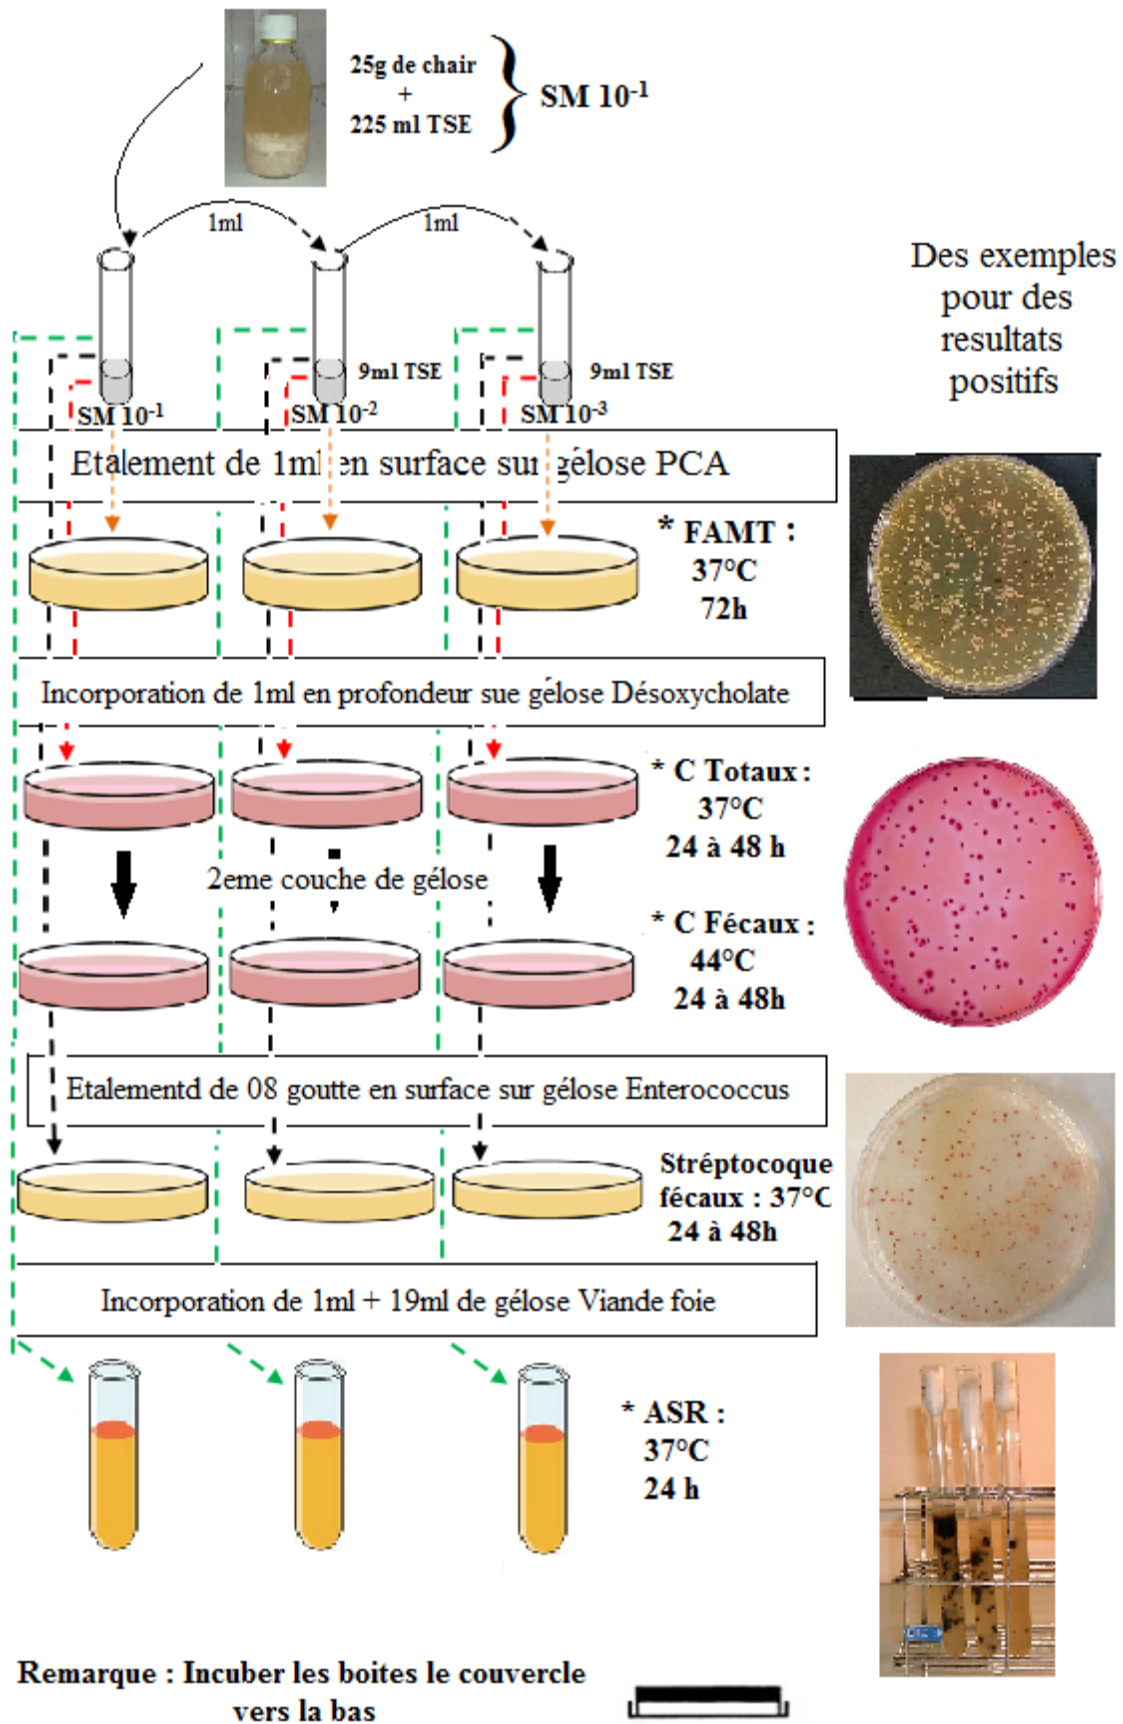 25g de chair
+
225 ml TSE
SM 10-1
1ml
1ml
Des exemples
pour des
resultats
positifs
9ml TSE
9ml TSE
SM 10-1
SM 10-2
SM 10-3
Etalement de 1ml en surface sur gélose PCA
* FAMT :
37°C
72h
Incorporation de 1ml en profondeur sue gélose Désoxycholate
* C Totaux :
37°C
24 à 48 h
2eme couche de gélose
* C Fécaux :
44°C
24 à 48h
Etalementd de 08 goutte en surface sur gélose Enterococcus
Stréptocoque
fécaux : 37°C
24 à 48h
Incorporation de 1ml + 19ml de gélose Viande foie
* ASR :
37°C
24 h
Remarque : Incuber les boites le couvercle
vers la bas